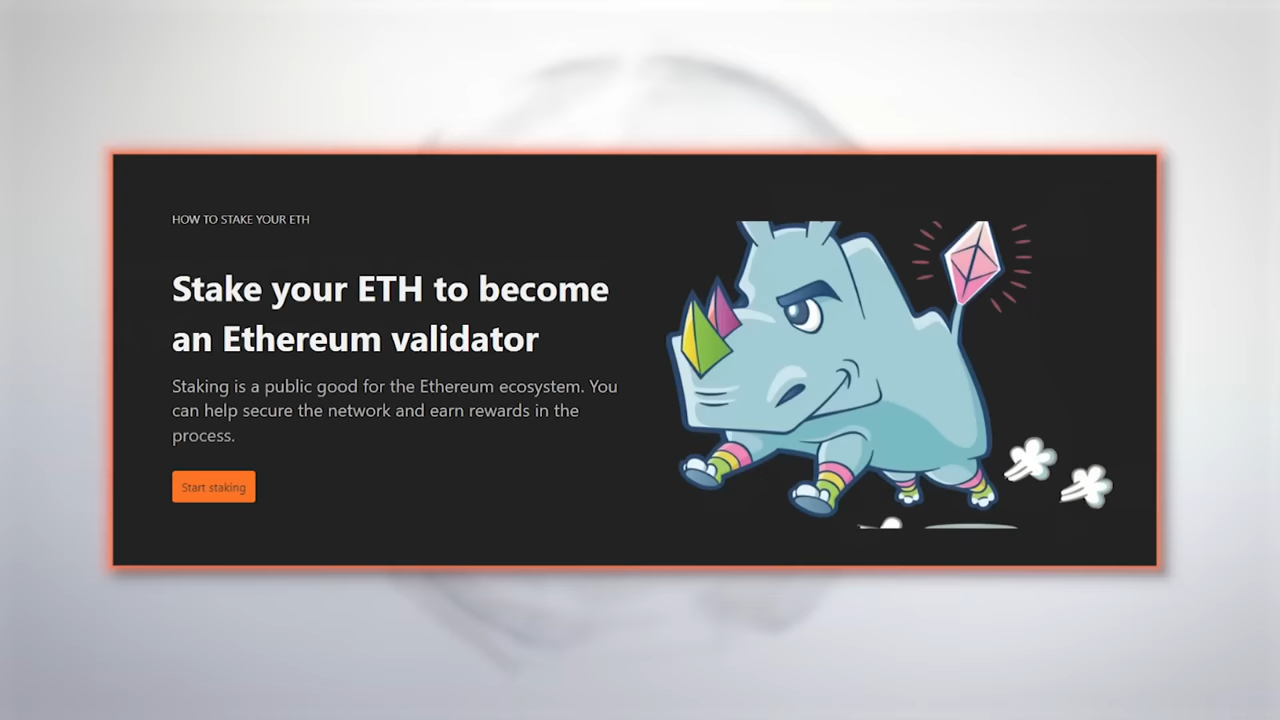 HOW TO STAKE YOUR ETH
Stake your ETH to become
an Ethereum validator
Staking is a public good for the Ethereum ecosystem. You
can help secure the network and earn rewards in the
process.
Start staking